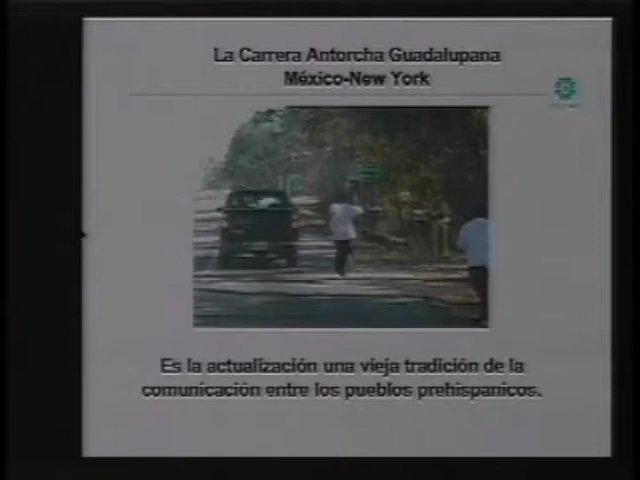 La Carrera Antorcha Guadalupana
México-New York
Es la actualización una vieja tradición de la
comunicación entre los pueblos prehispanicos.